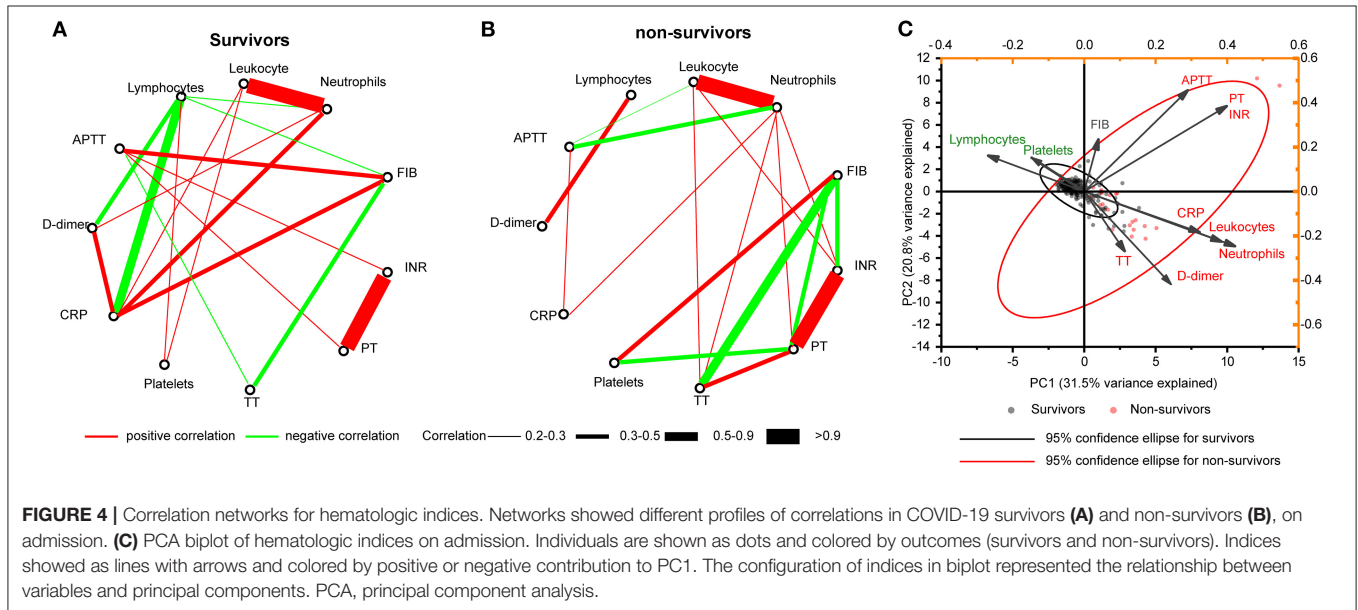 A
Survivors
Leukocyte
Neutrophils
Lymphocytes
APTT
FIB
D-dimer
INR
CRP
PT
Platelets
TT
B
non-survivors
Lymphocytes
Leukocyte
Neutrophils
APTT
FIB
D-dimer
INR
CRP
PT
Platelets
TT
positive correlation
negative correlation
Correlation
0.2-0.3
0.3-0.5
0.5-0.9
>0.9
C
-0.4 -0.2 0.0 0.2 0.4 0.6
12
10
8
6
4
2
0
-2
-4
-6
-8
-10
-12
-14
PC2 (20.8% variance explained)
0.6
0.4
0.2
0.0
-0.2
-0.4
-0.6
APTT
PT
INR
FIB
Lymphocytes
Platelets
CRP
Leukocytes
Neutrophils
TT
D-dimer
-10 -5 0 5 10 15
PC1 (31.5% variance explained)
Survivors
Non-survivors
95% confidence ellipse for survivors
95% confidence ellipse for non-survivors
FIGURE 4 | Correlation networks for hematologic indices. Networks showed different profiles of correlations in COVID-19 survivors (A) and non-survivors (B), on
admission. (C) PCA biplot of hematologic indices on admission. Individuals are shown as dots and colored by outcomes (survivors and non-survivors). Indices
showed as lines with arrows and colored by positive or negative contribution to PC1. The configuration of indices in biplot represented the relationship between
variables and principal components. PCA, principal component analysis.